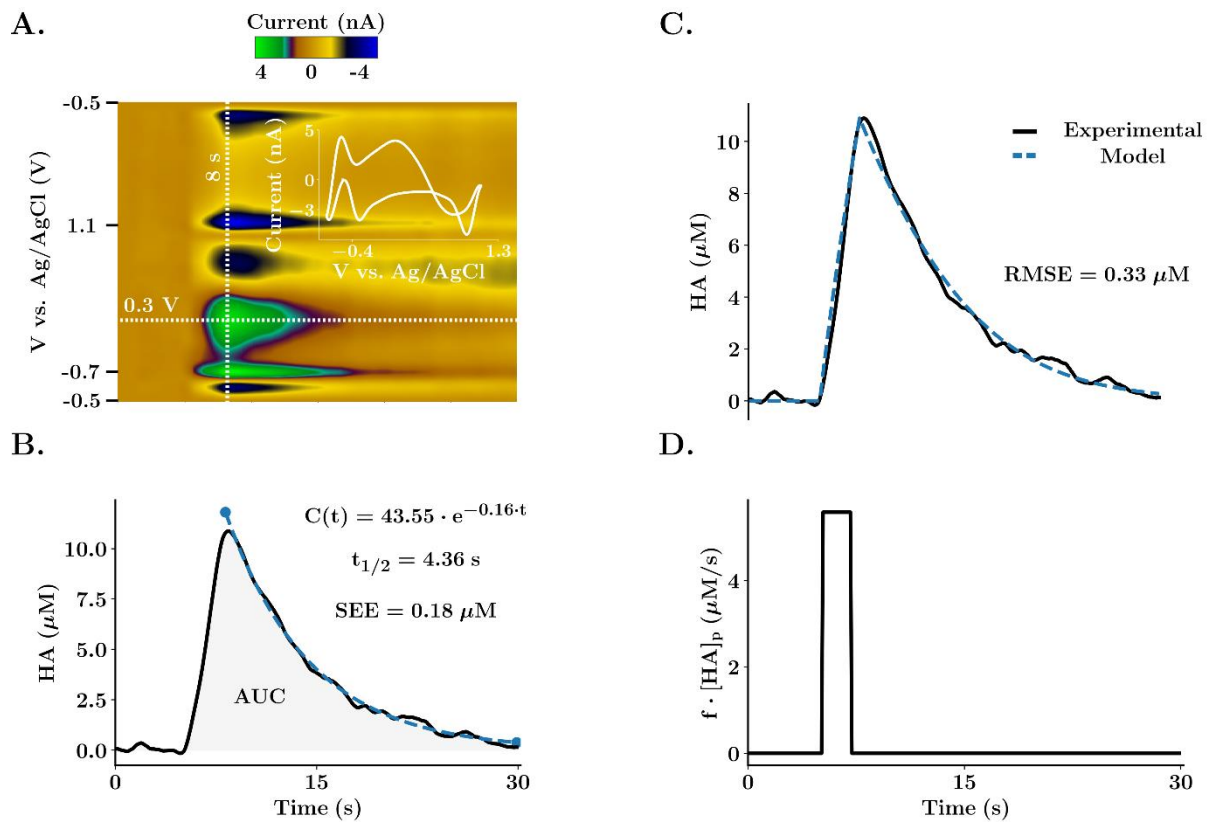 A.
Current (nA)
4 0 -4
V vs. Ag/AgCl (V)
-0.5
1.1
-0.7
-0.5
8 s
0.3 V
Current (nA)
5
0
−3
−0.4 1.3
V vs. Ag/AgCl
B.
HA (μM)
10.0
7.5
5.0
2.5
0.0
C(t) = 43.55 · e−0.16·t
t1/2 = 4.36 s
SEE = 0.18 μM
AUC
0 15 30
Time (s)
C.
HA (μM)
10
8
6
4
2
0
Experimental
Model
RMSE = 0.33 μM
D.
f · [HA]p (μM/s)
4
2
0
0 15 30
Time (s)